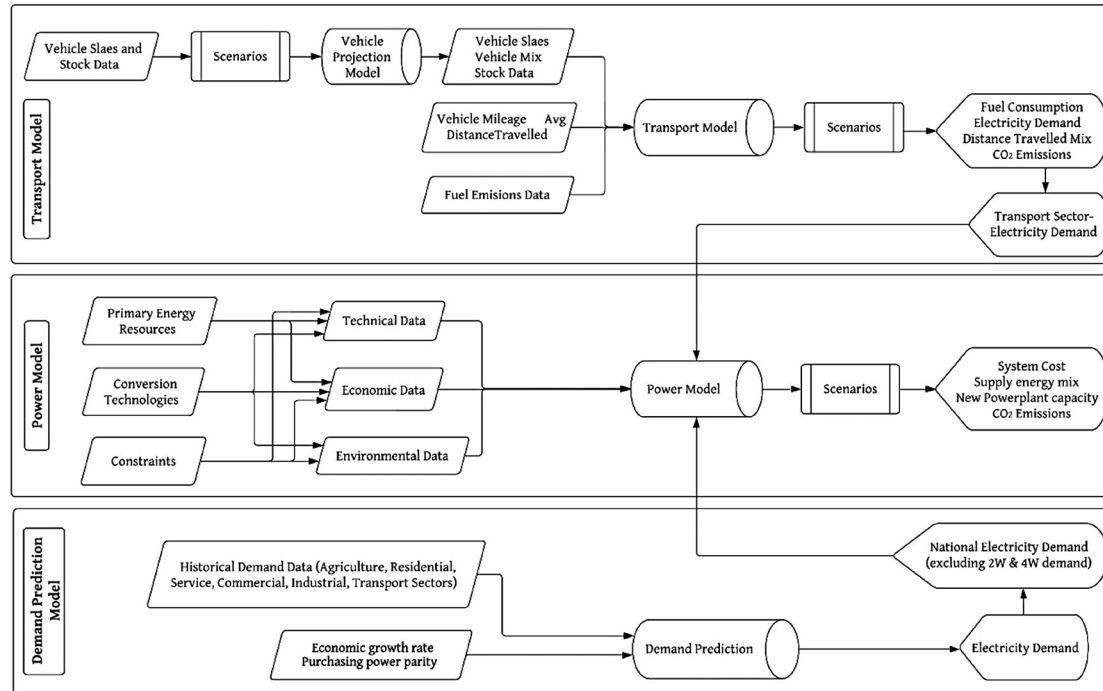 Transport Model
Vehicle Slaes and
Stock Data
Scenarios
Vehicle
Projection
Model
Vehicle Slaes
Vehicle Mix
Stock Data
Vehicle Mileage Avg
DistanceTravelled
Fuel Emisions Data
Transport Model
Scenarios
Fuel Consumption
Electricity Demand
Distance Travelled Mix
CO₂ Emissions
Transport Sector-
Electricity Demand
Power Model
Primary Energy
Resources
Conversion
Technologies
Constraints
Technical Data
Economic Data
Environmental Data
Power Model
Scenarios
System Cost
Supply energy mix
New Powerplant capacity
CO₂ Emissions
Demand Prediction
Model
Historical Demand Data (Agriculture, Residential,
Service, Commercial, Industrial, Transport Sectors)
Economic growth rate
Purchasing power parity
Demand Prediction
National Electricity Demand
(excluding 2W & 4W demand)
Electricity Demand